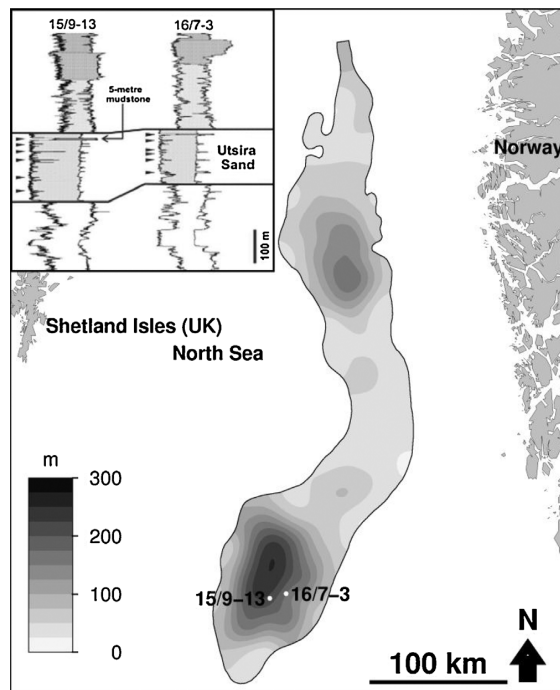 15/9-13
16/7-3
5-metre
mudstone
Utsira
Sand
100 m
Norway
Shetland Isles (UK)
North Sea
m
300
200
100
0
15/9–13
16/7–3
100 km
N